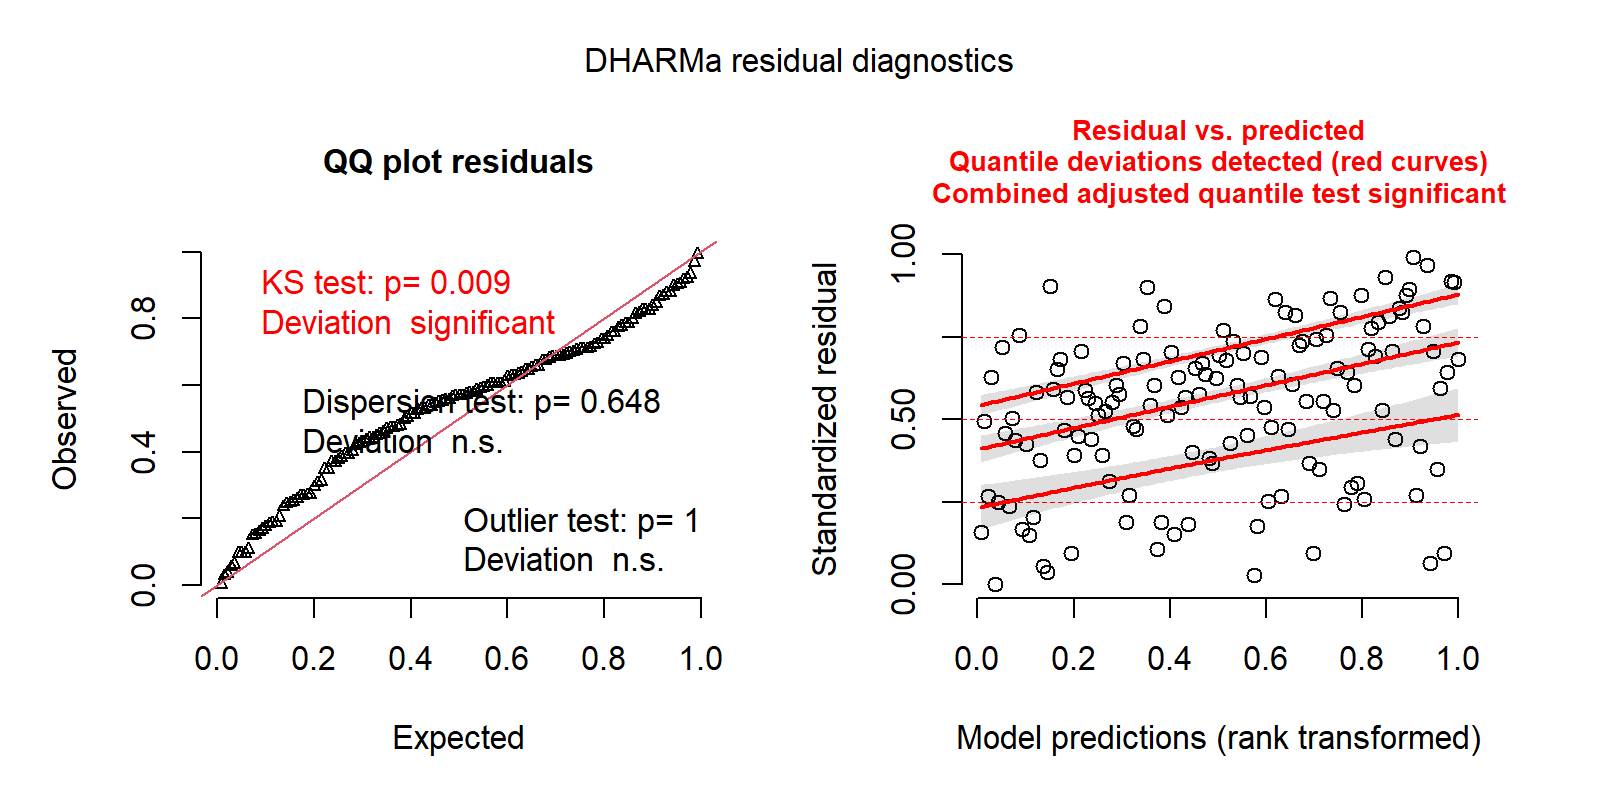 DHARMa residual diagnostics
QQ plot residuals
KS test: p= 0.009
Deviation  significant
Dispersion test: p= 0.648
Deviation  n.s.
Outlier test: p= 1
Deviation  n.s.
Observed
0.0
0.4
0.8
0.0 0.2 0.4 0.6 0.8 1.0
Expected
Residual vs. predicted
Quantile deviations detected (red curves)
Combined adjusted quantile test significant
Standardized residual
0.00
0.50
1.00
0.0 0.2 0.4 0.6 0.8 1.0
Model predictions (rank transformed)